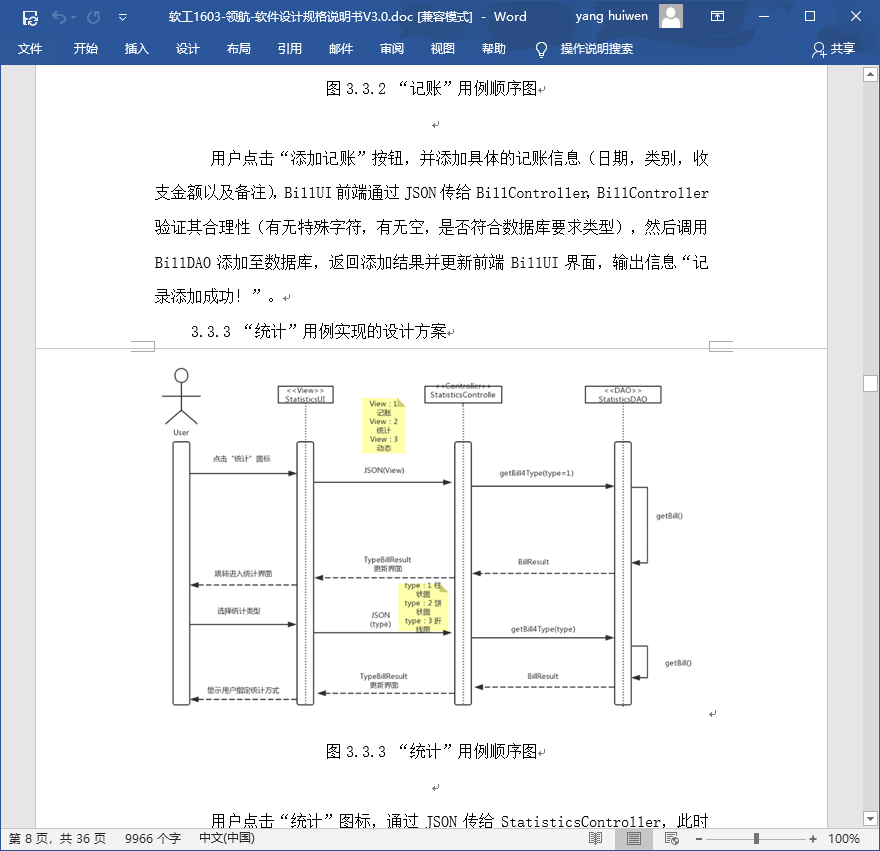 软工1603-领航-软件设计规格说明书V3.0.doc [兼容模式] - Word
yang huiwen
文件 开始 插入 设计 布局 引用 邮件 审阅 视图 帮助 操作说明搜索 共享
图 3.3.2 “记账”用例顺序图
用户点击“添加记账”按钮，并添加具体的记账信息（日期，类别，收
支金额以及备注），BillUI 前端通过 JSON 传给 BillController，BillController
验证其合理性（有无特殊字符，有无空，是否符合数据库要求类型），然后调用
BillDAO 添加至数据库，返回添加结果并更新前端 BillUI 界面，输出信息“记
录添加成功！”。
3.3.3 “统计”用例实现的设计方案
<<View>>
StatisticsUI
<<Controller>>
StatisticsControlle
<<DAO>>
StatisticsDAO
View：1
记账
View：2
统计
View：3
动态
User
点击“统计”图标
JSON(View)
getBill4Type(type=1)
getBill()
TypeBillResult
更新界面
BillResult
跳转进入统计界面
type：1 柱
状图
type：2 饼
状图
type：3 折
线图
选择统计类型
JSON
(type)
getBill4Type(type)
getBill()
TypeBillResult
更新界面
BillResult
显示用户指定统计方式
图 3.3.3 “统计”用例顺序图
用户点击“统计”图标，通过 JSON 传给 StatisticsController，此时
第 8 页，共 36 页 9966 个字 中文(中国) 100%